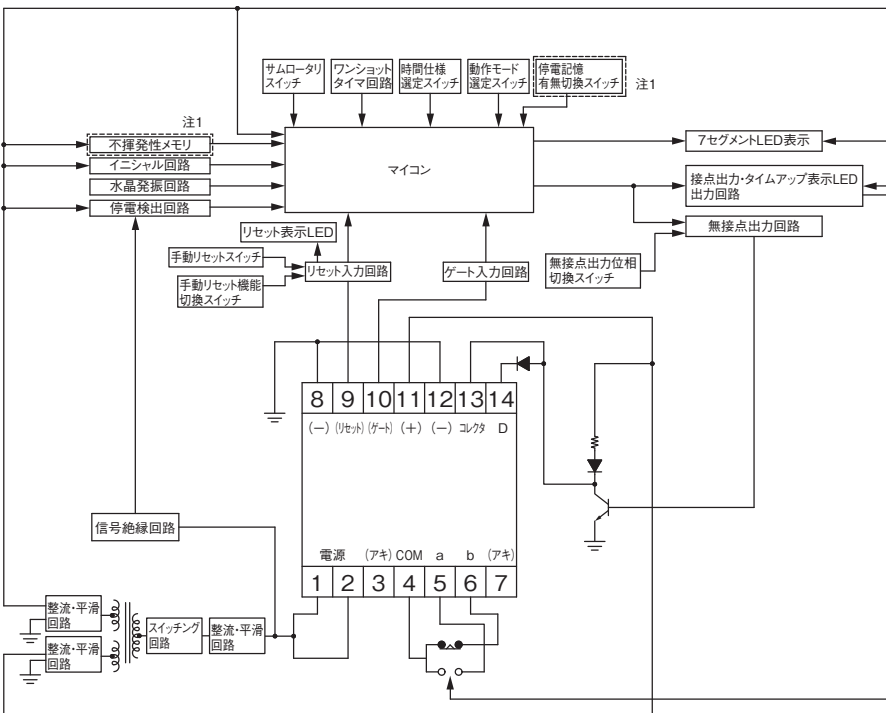 サムロータリ
スイッチ
ワンショット
タイマ回路
時間仕様
選定スイッチ
動作モード
選定スイッチ
停電記憶
有無切換スイッチ
注1
注1
不揮発性メモリ
イニシャル回路
水晶発振回路
停電検出回路
マイコン
7セグメントLED表示
接点出力・タイムアップ表示LED
出力回路
無接点出力回路
リセット表示LED
手動リセットスイッチ
手動リセット機能
切換スイッチ
リセット入力回路
ゲート入力回路
無接点出力位相
切換スイッチ
8 9 10 11 12 13 14
(－) (リセット) (ゲート) (＋) (－) コレクタ D
信号絶縁回路
電源 (アキ) COM a b (アキ)
1 2 3 4 5 6 7
整流・平滑
回路
整流・平滑
回路
スイッチング
回路
整流・平滑
回路